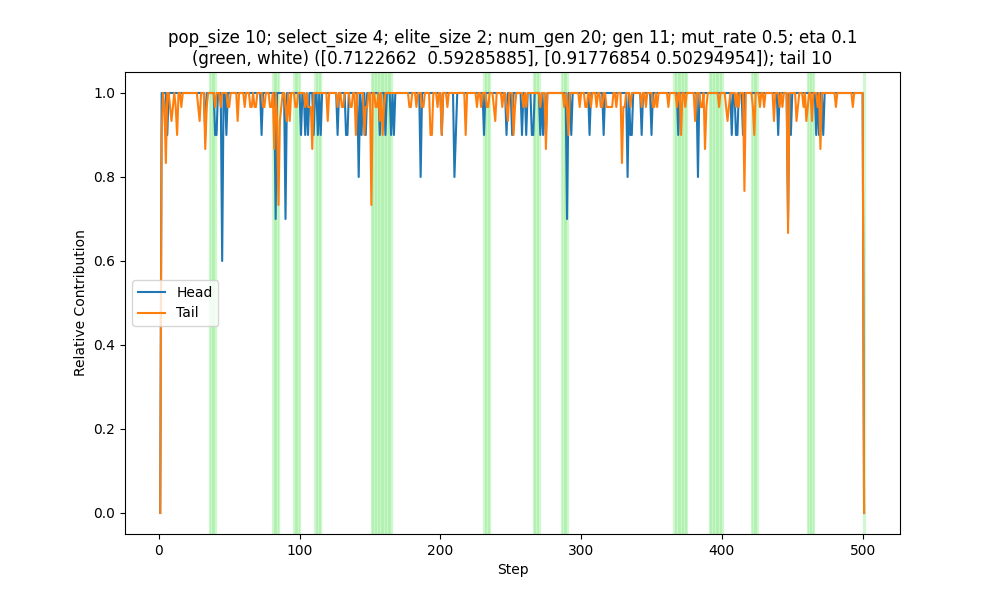 pop_size 10; select_size 4; elite_size 2; num_gen 20; gen 11; mut_rate 0.5; eta 0.1
(green, white) ([0.7122662  0.59285885], [0.91776854 0.50294954]); tail 10
1.0
0.8
0.6
0.4
0.2
0.0
Relative Contribution
Head
Tail
0
100
200
300
400
500
Step